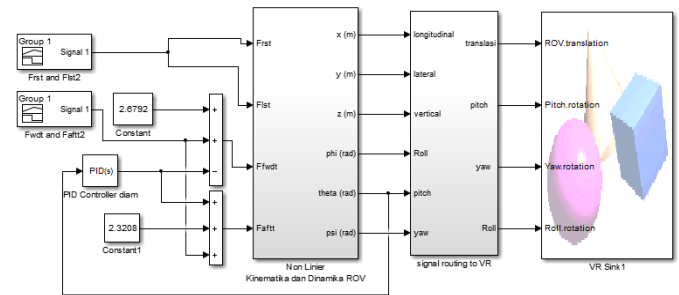 Group 1
Signal 1
Frst and Flst2
Group 1
Signal 1
Fwdt and Faftt2
2.6792
Constant
PID(s)
PID Controller diam
2.3208
Constant1
+
+
−
+
+
+
Frst
Flst
Ffwdt
Faftt
x (m)
y (m)
z (m)
phi (rad)
theta (rad)
psi (rad)
Non Linier
Kinematika dan Dinamika ROV
longitudinal
lateral
vertical
Roll
pitch
yaw
translasi
pitch
yaw
Roll
signal routing to VR
ROV.translation
Pitch.rotation
Yaw.rotation
Roll.rotation
VR Sink1